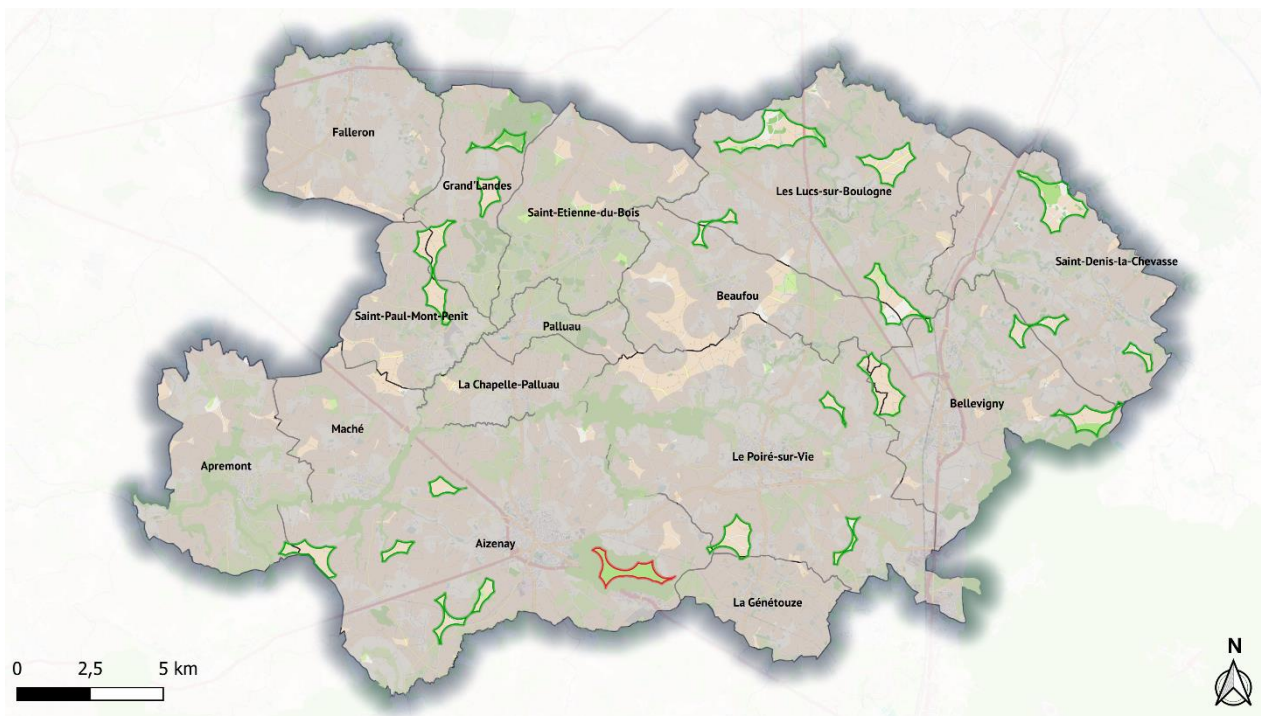 Falleron
Grand'Landes
Les Lucs-sur-Boulogne
Saint-Etienne-du-Bois
Saint-Denis-la-Chevasse
Beaufou
Saint-Paul-Mont-Penit
Palluau
La Chapelle-Palluau
Bellevigny
Maché
Le Poiré-sur-Vie
Apremont
Aizenay
La Génétouze
N
0 2,5 5 km